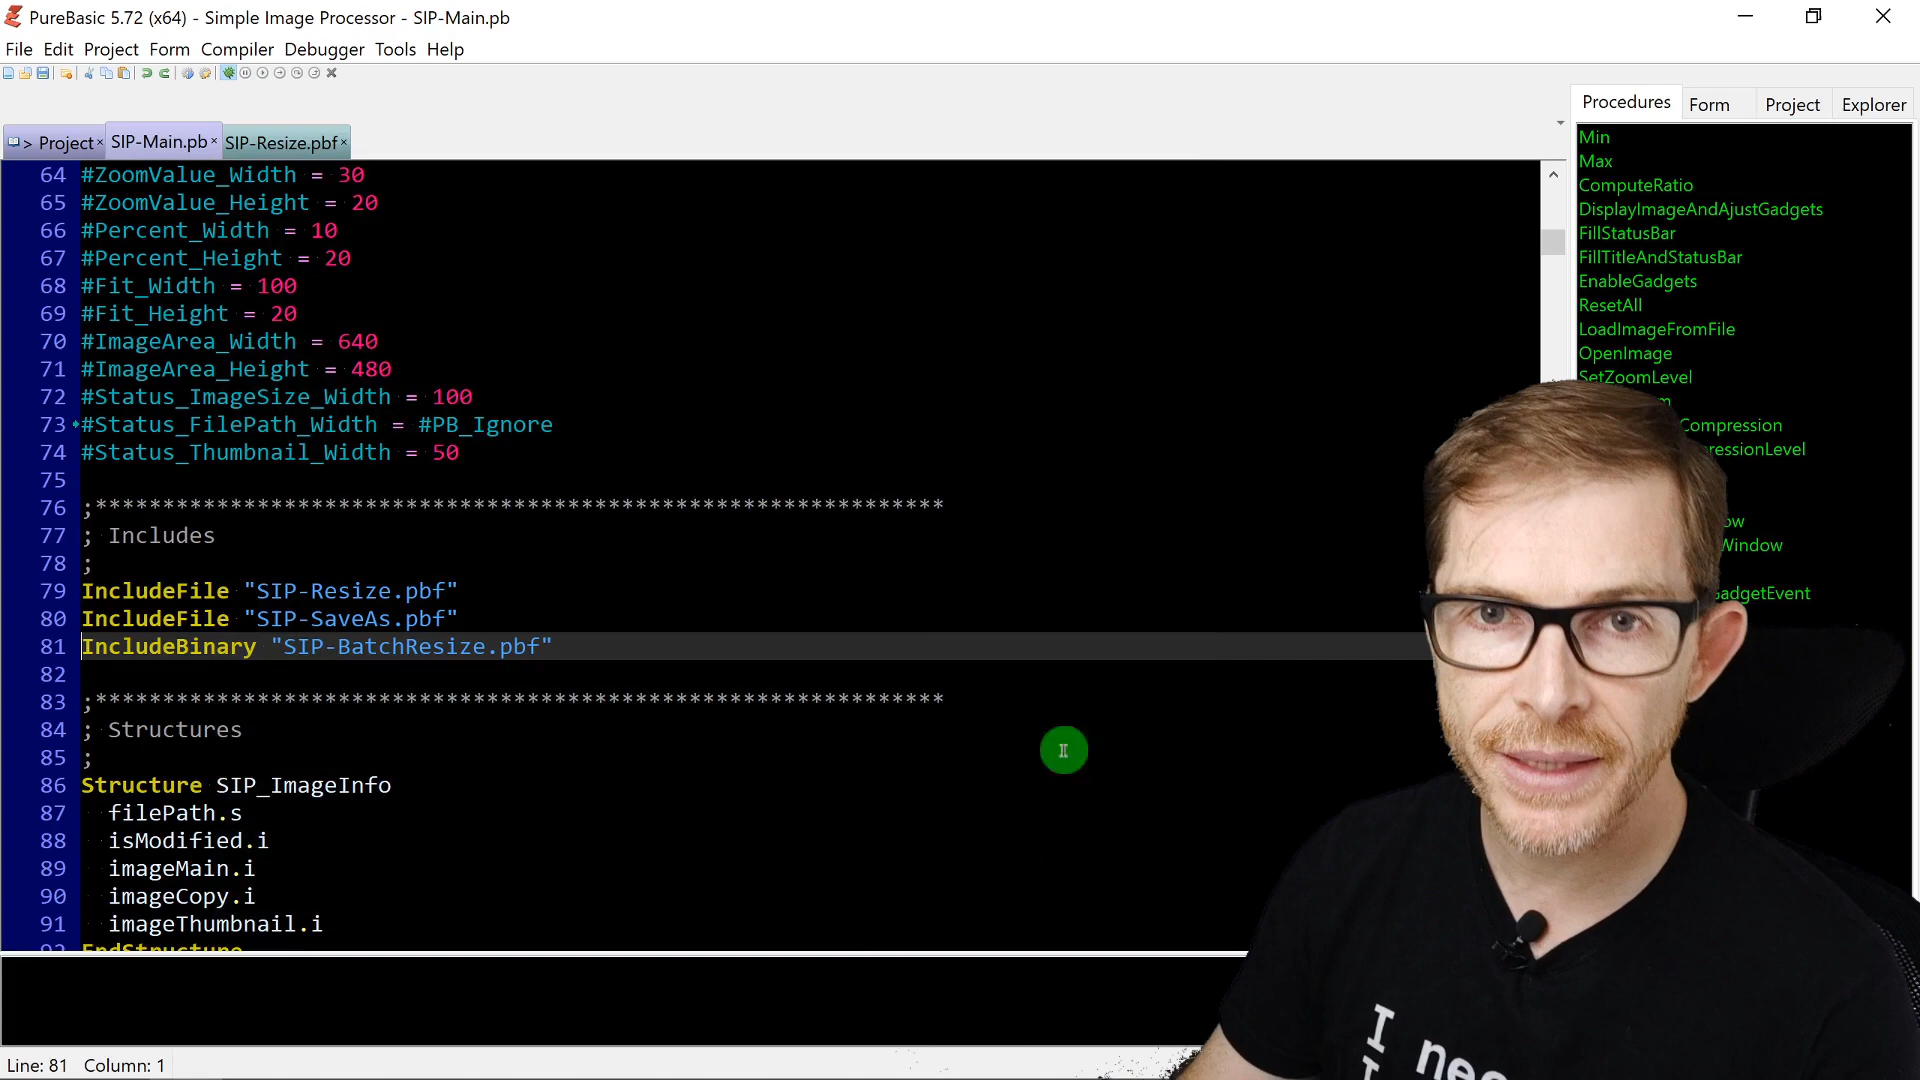 PureBasic 5.72 (x64) - Simple Image Processor - SIP-Main.pb
File Edit Project Form Compiler Debugger Tools Help
Procedures Form Project Explorer
> Project SIP-Main.pb SIP-Resize.pbf
64 #ZoomValue_Width = 30
65 #ZoomValue_Height = 20
66 #Percent_Width = 10
67 #Percent_Height = 20
68 #Fit_Width = 100
69 #Fit_Height = 20
70 #ImageArea_Width = 640
71 #ImageArea_Height = 480
72 #Status_ImageSize_Width = 100
73 #Status_FilePath_Width = #PB_Ignore
74 #Status_Thumbnail_Width = 50
75
76 ;***************************************************************
77 ; Includes
78 ;
79 IncludeFile "SIP-Resize.pbf"
80 IncludeFile "SIP-SaveAs.pbf"
81 IncludeBinary "SIP-BatchResize.pbf"
82
83 ;***************************************************************
84 ; Structures
85 ;
86 Structure SIP_ImageInfo
87 filePath.s
88 isModified.i
89 imageMain.i
90 imageCopy.i
91 imageThumbnail.i
92 EndStructure
Min
Max
ComputeRatio
DisplayImageAndAjustGadgets
FillStatusBar
FillTitleAndStatusBar
EnableGadgets
ResetAll
LoadImageFromFile
OpenImage
SetZoomLevel
Compression
ressionLevel
ow
Window
GadgetEvent
I nee
Line: 81 Column: 1